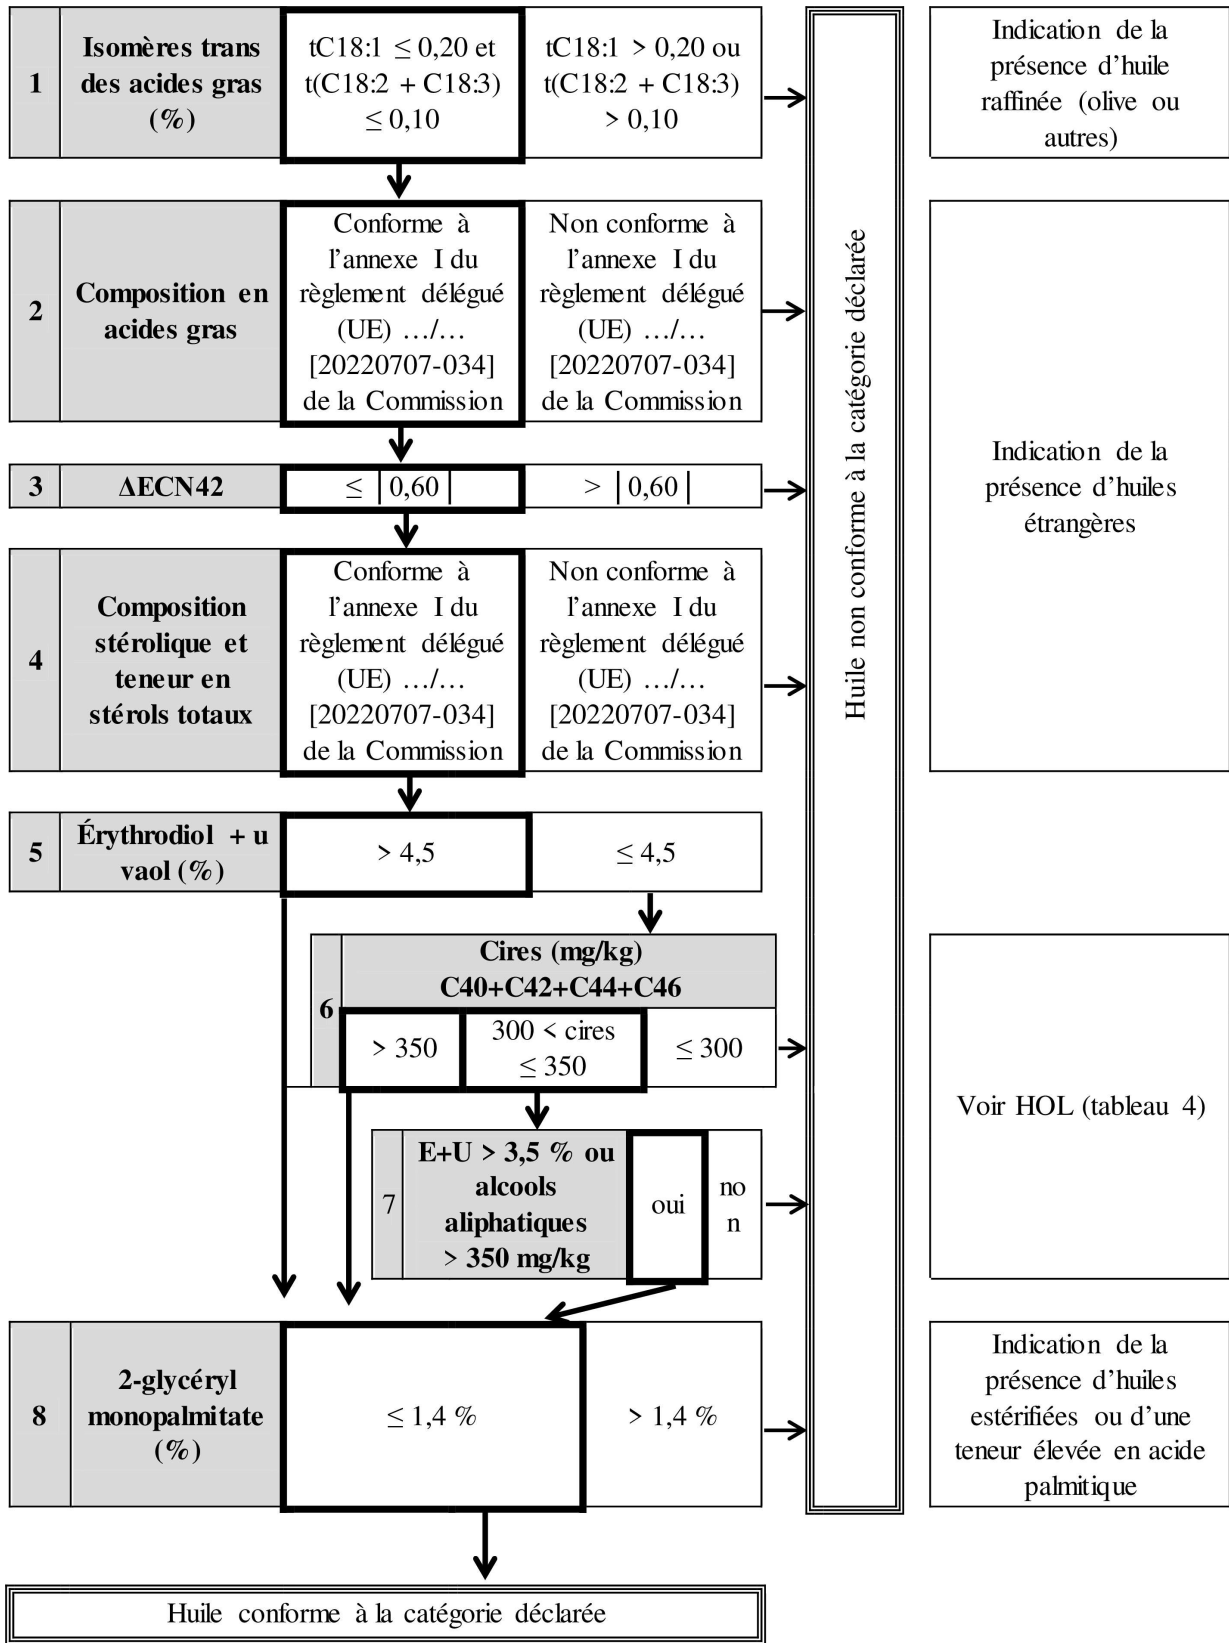 1
Isomères trans
des acides gras
(%)
tC18:1 ≤ 0,20 et
t(C18:2 + C18:3)
≤ 0,10
tC18:1 > 0,20 ou
t(C18:2 + C18:3)
> 0,10
Indication de la
présence d’huile
raffinée (olive ou
autres)
Huile non conforme à la catégorie déclarée
2
Composition en
acides gras
Conforme à
l’annexe I du
règlement délégué
(UE) …/…
[20220707-034]
de la Commission
Non conforme à
l’annexe I du
règlement délégué
(UE) …/…
[20220707-034]
de la Commission
Indication de la
présence d’huiles
étrangères
3
ΔECN42
≤ |0,60|
> |0,60|
4
Composition
stérolique et
teneur en
stérols totaux
Conforme à
l’annexe I du
règlement délégué
(UE) …/…
[20220707-034]
de la Commission
Non conforme à
l’annexe I du
règlement délégué
(UE) …/…
[20220707-034]
de la Commission
5
Érythrodiol + u
vaol (%)
> 4,5
≤ 4,5
6
Cires (mg/kg)
C40+C42+C44+C46
> 350
300 < cires
≤ 350
≤ 300
Voir HOL (tableau 4)
7
E+U > 3,5 % ou
alcools
aliphatiques
> 350 mg/kg
oui
no
n
8
2-glycéryl
monopalmitate
(%)
≤ 1,4 %
> 1,4 %
Indication de la
présence d’huiles
estérifiées ou d’une
teneur élevée en acide
palmitique
Huile conforme à la catégorie déclarée